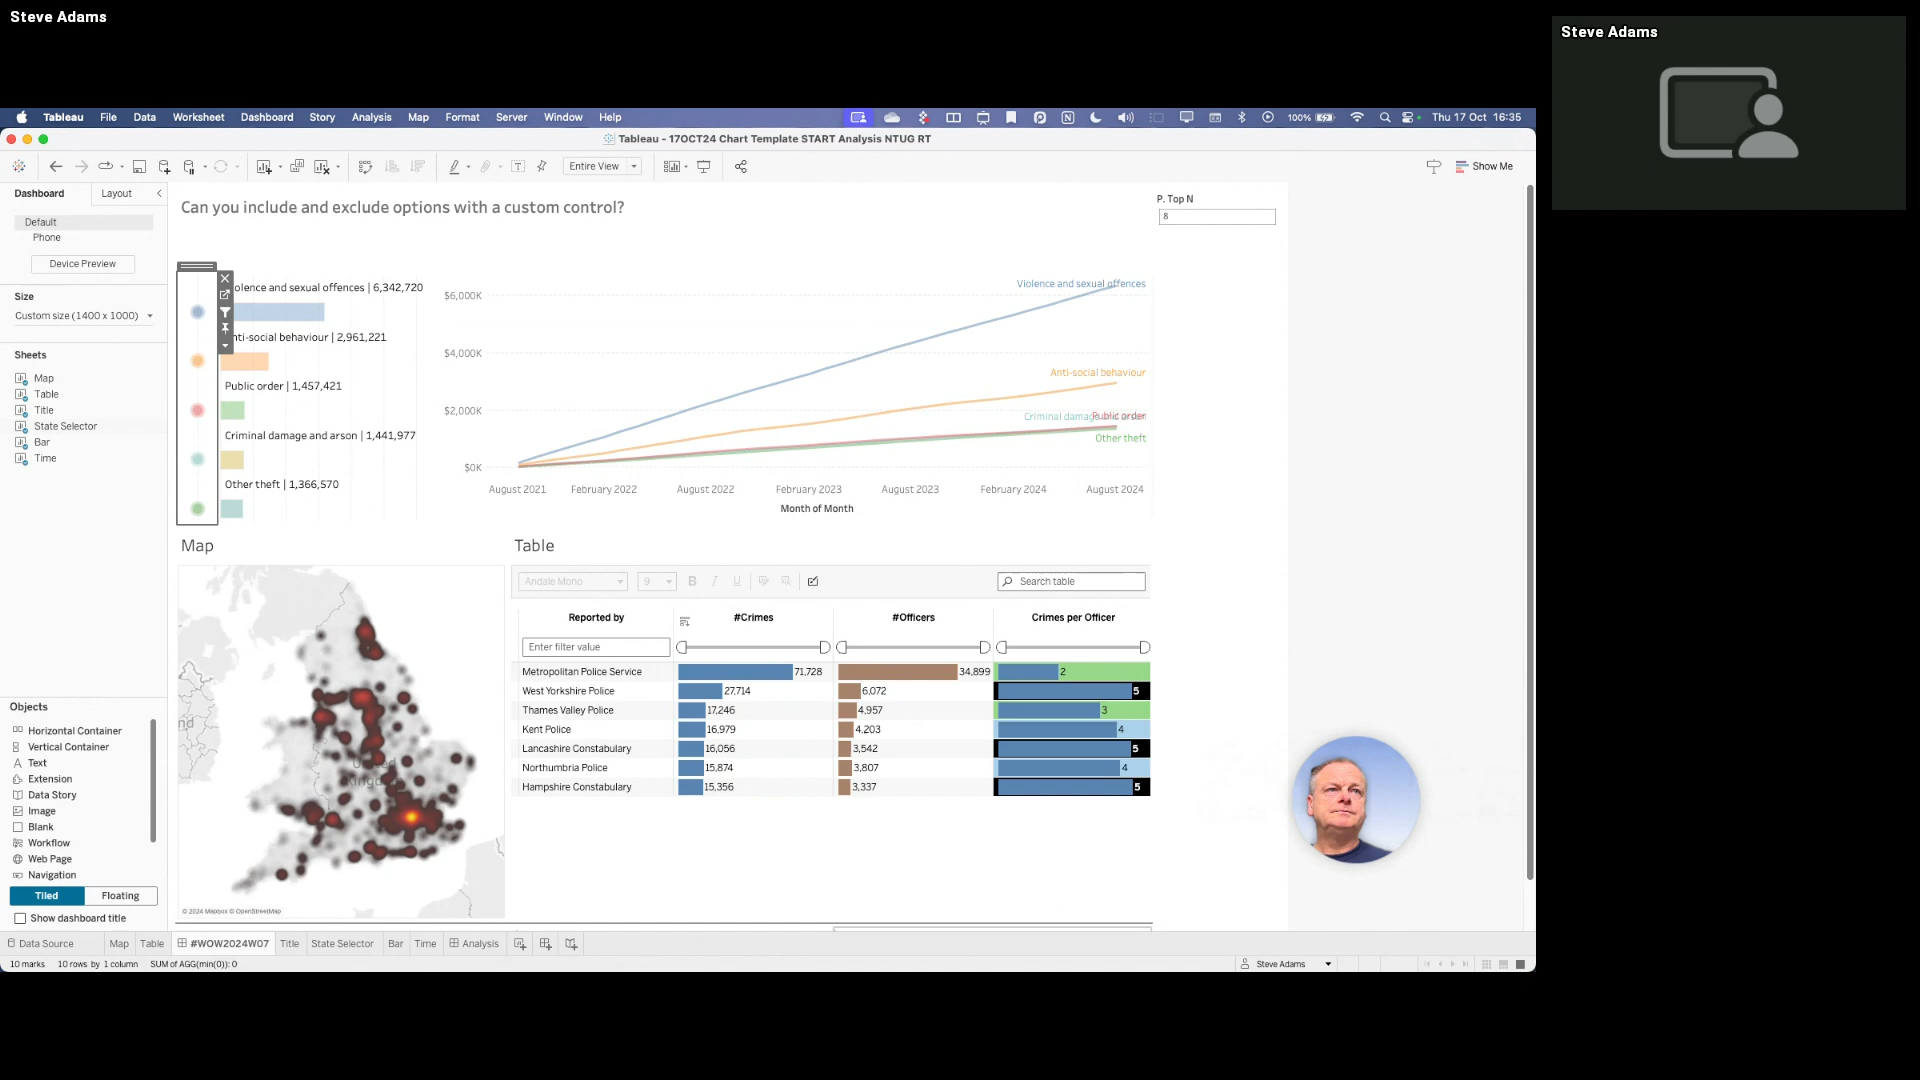 Steve Adams
Steve Adams
Tableau File Data Worksheet Dashboard Story Analysis Map Format Server Window Help
100% Thu 17 Oct 16:35
Tableau - 17OCT24 Chart Template START Analysis NTUG RT
Entire View
Show Me
Dashboard Layout
Default
Phone
Device Preview
Size
Custom size (1400 x 1000)
Sheets
Map
Table
Title
State Selector
Bar
Time
Objects
Horizontal Container
Vertical Container
Text
Extension
Data Story
Image
Blank
Workflow
Web Page
Navigation
Tiled Floating
Show dashboard title
Can you include and exclude options with a custom control?
P. Top N
8
olence and sexual offences | 6,342,720
nti-social behaviour | 2,961,221
Public order | 1,457,421
Criminal damage and arson | 1,441,977
Other theft | 1,366,570
$6,000K
$4,000K
$2,000K
$0K
Violence and sexual offences
Anti-social behaviour
Criminal damage Public order
Other theft
August 2021 February 2022 August 2022 February 2023 August 2023 February 2024 August 2024
Month of Month
Map
United
Kingdom
© 2024 Mapbox © OpenStreetMap
Table
Andale Mono 9 B I U Search table
Reported by #Crimes #Officers Crimes per Officer
Enter filter value
Metropolitan Police Service 71,728 34,899 2
West Yorkshire Police 27,714 6,072 5
Thames Valley Police 17,246 4,957 3
Kent Police 16,979 4,203 4
Lancashire Constabulary 16,056 3,542 5
Northumbria Police 15,874 3,807 4
Hampshire Constabulary 15,356 3,337 5
Data Source Map Table #WOW2024W07 Title State Selector Bar Time Analysis
10 marks 10 rows by 1 column SUM of AGG(min(0)): 0
Steve Adams